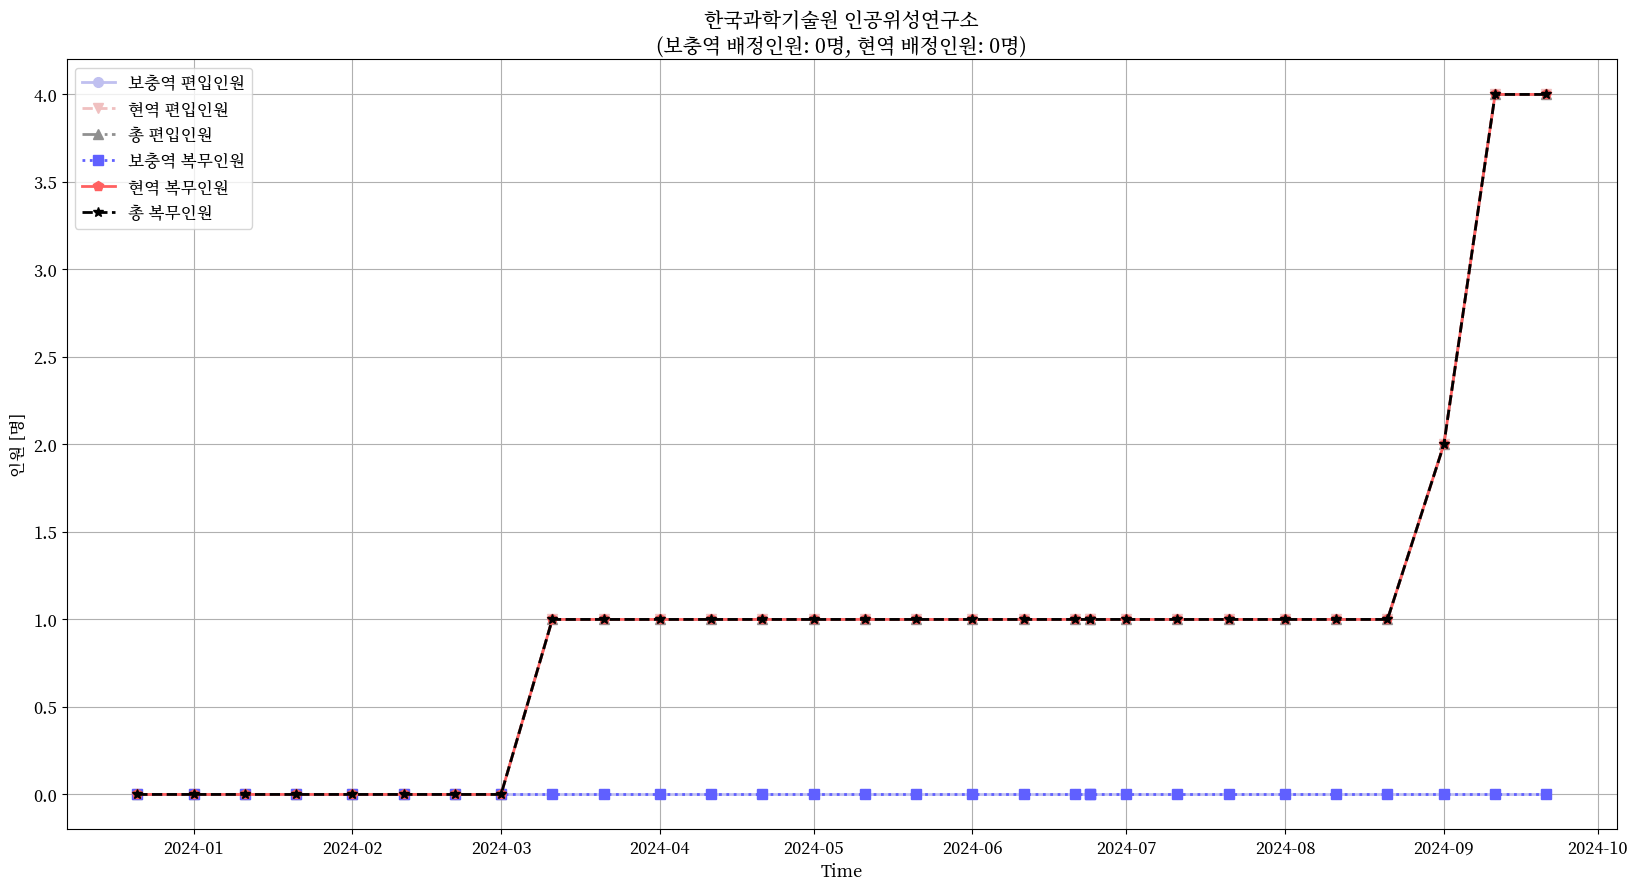 한국과학기술원 인공위성연구소
(보충역 배정인원: 0명, 현역 배정인원: 0명)
보충역 편입인원
현역 편입인원
총 편입인원
보충역 복무인원
현역 복무인원
총 복무인원
4.0
3.5
3.0
2.5
2.0
1.5
1.0
0.5
0.0
인원 [명]
2024-01
2024-02
2024-03
2024-04
2024-05
2024-06
2024-07
2024-08
2024-09
2024-10
Time